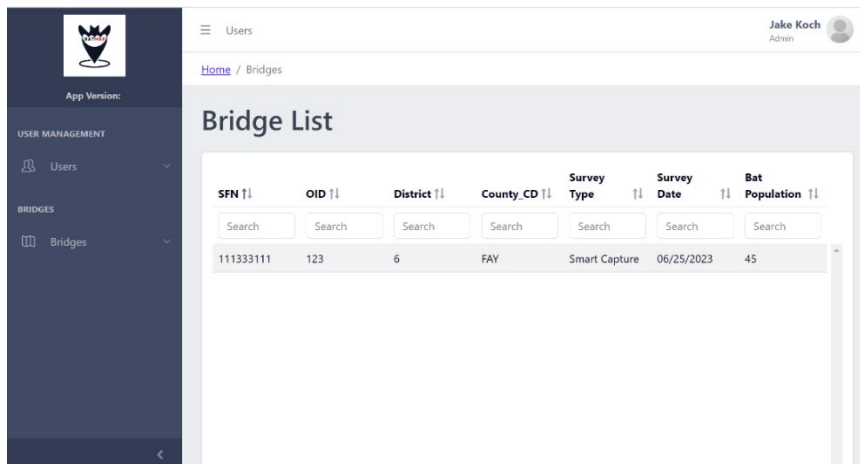 BATMAP
App Version:
USER MANAGEMENT
Users
BRIDGES
Bridges
Users
Jake Koch
Admin
Home / Bridges
Bridge List
SFN OID District County_CD Survey Type Survey Date Bat Population
Search Search Search Search Search Search Search
111333111 123 6 FAY Smart Capture 06/25/2023 45